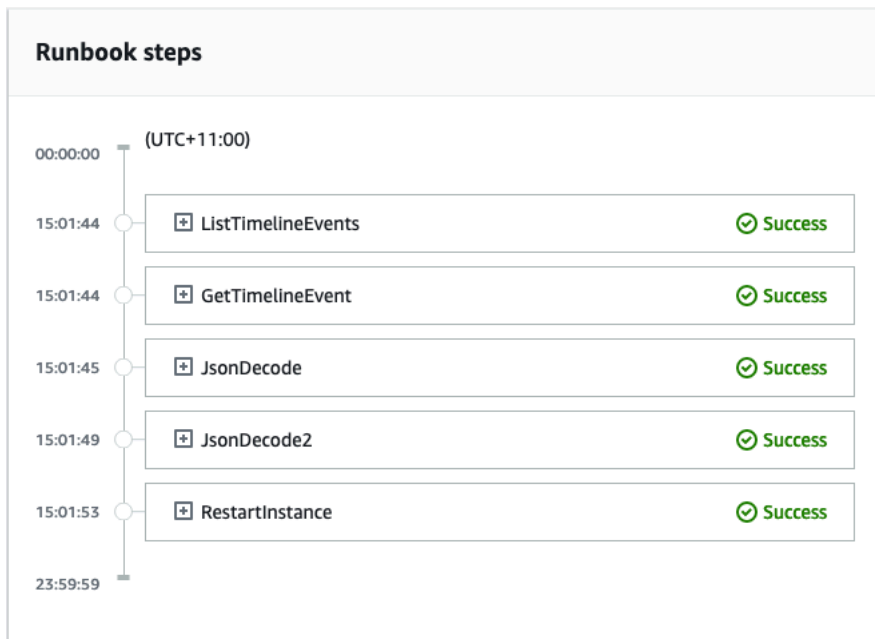 Runbook steps
(UTC+11:00)
00:00:00
15:01:44 ListTimelineEvents Success
15:01:44 GetTimelineEvent Success
15:01:45 JsonDecode Success
15:01:49 JsonDecode2 Success
15:01:53 RestartInstance Success
23:59:59